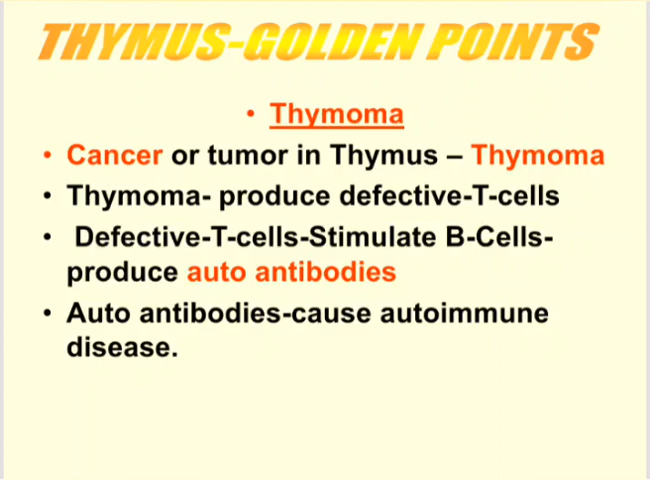 THYMUS-GOLDEN POINTS
• Thymoma
• Cancer or tumor in Thymus – Thymoma
• Thymoma- produce defective-T-cells
• Defective-T-cells-Stimulate B-Cells-
produce auto antibodies
• Auto antibodies-cause autoimmune
disease.